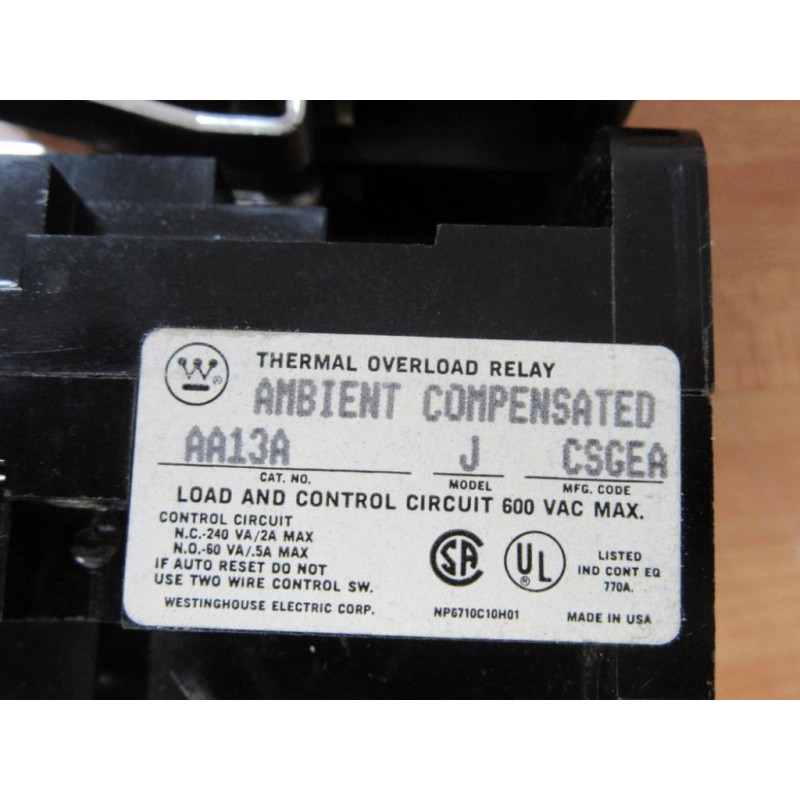 THERMAL OVERLOAD RELAY
AMBIENT COMPENSATED
AA13A J CSGEA
CAT. NO. MODEL MFG. CODE
LOAD AND CONTROL CIRCUIT 600 VAC MAX.
CONTROL CIRCUIT
N.C.-240 VA/2A MAX
N.O.-60 VA/.5A MAX
IF AUTO RESET DO NOT
USE TWO WIRE CONTROL SW.
W ®
SA
UL ®
LISTED
IND CONT EQ
770A.
WESTINGHOUSE ELECTRIC CORP. NP6710C10H01 MADE IN USA